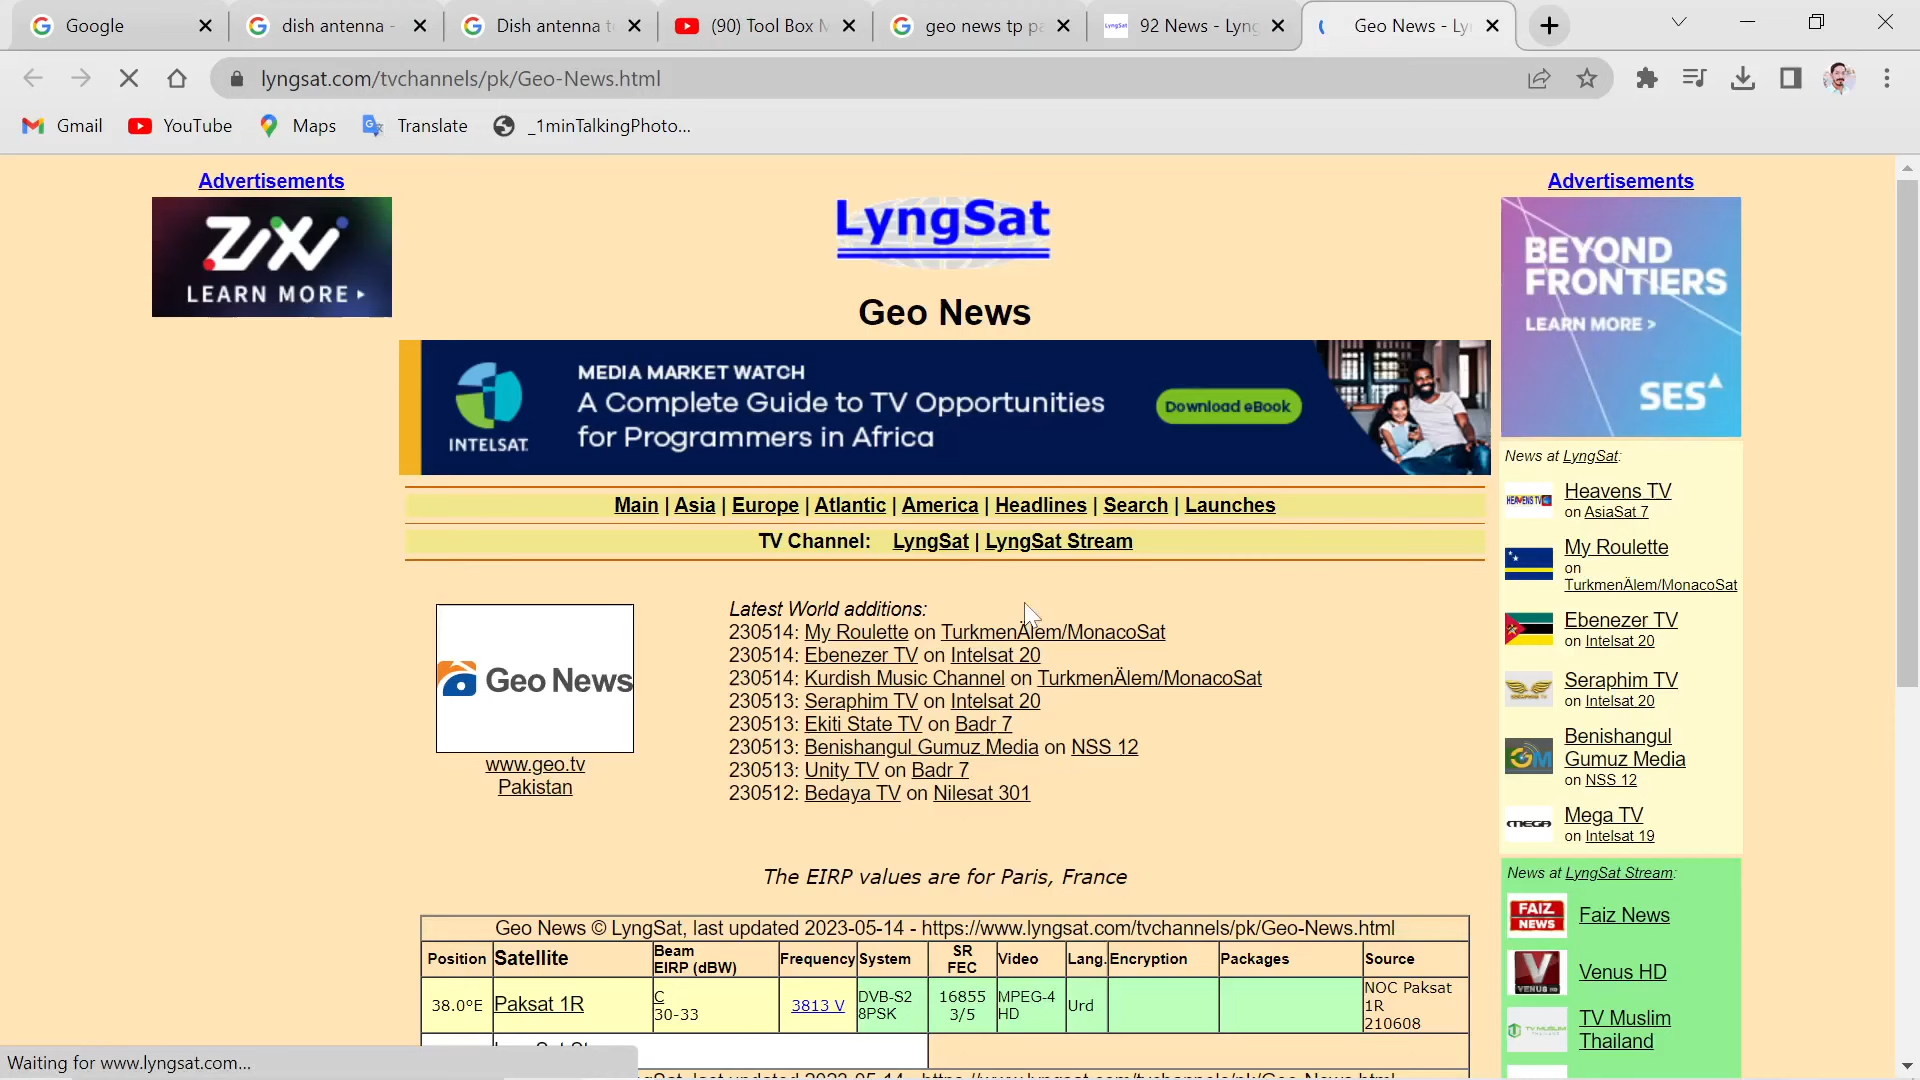 Google
dish antenna -
Dish antenna t
(90) Tool Box M
geo news tp pa
92 News - Lyng
Geo News - Ly
lyngsat.com/tvchannels/pk/Geo-News.html
Gmail
YouTube
Maps
Translate
_1minTalkingPhoto...
Advertisements
ZiXi
LEARN MORE
LyngSat
Geo News
Advertisements
BEYOND
FRONTIERS
LEARN MORE >
SES
INTELSAT
MEDIA MARKET WATCH
A Complete Guide to TV Opportunities
for Programmers in Africa
Download eBook
Main | Asia | Europe | Atlantic | America | Headlines | Search | Launches
TV Channel: LyngSat | LyngSat Stream
Geo News
www.geo.tv
Pakistan
Latest World additions:
230514: My Roulette on TurkmenÄlem/MonacoSat
230514: Ebenezer TV on Intelsat 20
230514: Kurdish Music Channel on TurkmenÄlem/MonacoSat
230513: Seraphim TV on Intelsat 20
230513: Ekiti State TV on Badr 7
230513: Benishangul Gumuz Media on NSS 12
230513: Unity TV on Badr 7
230512: Bedaya TV on Nilesat 301
The EIRP values are for Paris, France
Geo News © LyngSat, last updated 2023-05-14 - https://www.lyngsat.com/tvchannels/pk/Geo-News.html
Position Satellite Beam EIRP (dBW) Frequency System SR FEC Video Lang. Encryption Packages Source
38.0°E Paksat 1R C 30-33 3813 V DVB-S2 8PSK 16855 3/5 MPEG-4 HD Urd NOC Paksat 1R 210608
News at LyngSat:
Heavens TV
on AsiaSat 7
My Roulette
on
TurkmenÄlem/MonacoSat
Ebenezer TV
on Intelsat 20
Seraphim TV
on Intelsat 20
Benishangul
Gumuz Media
on NSS 12
MEGA
Mega TV
on Intelsat 19
News at LyngSat Stream:
FAIZ
NEWS
Faiz News
Venus HD
TV Muslim
Thailand
Waiting for www.lyngsat.com...